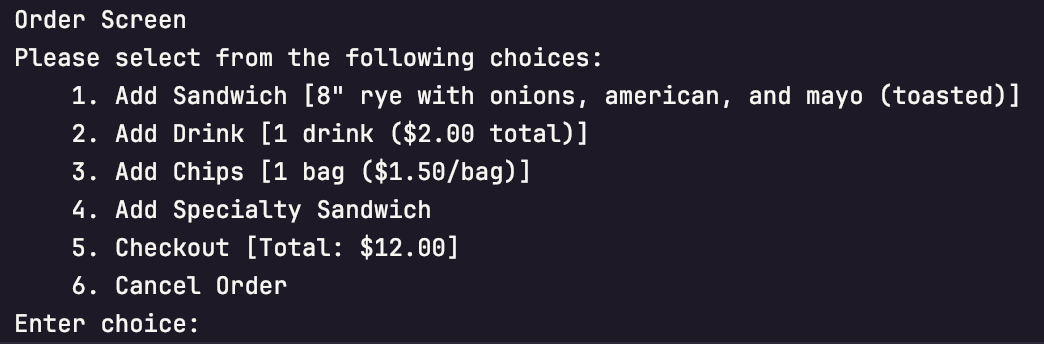 Order Screen
Please select from the following choices:
    1. Add Sandwich [8" rye with onions, american, and mayo (toasted)]
    2. Add Drink [1 drink ($2.00 total)]
    3. Add Chips [1 bag ($1.50/bag)]
    4. Add Specialty Sandwich
    5. Checkout [Total: $12.00]
    6. Cancel Order
Enter choice: